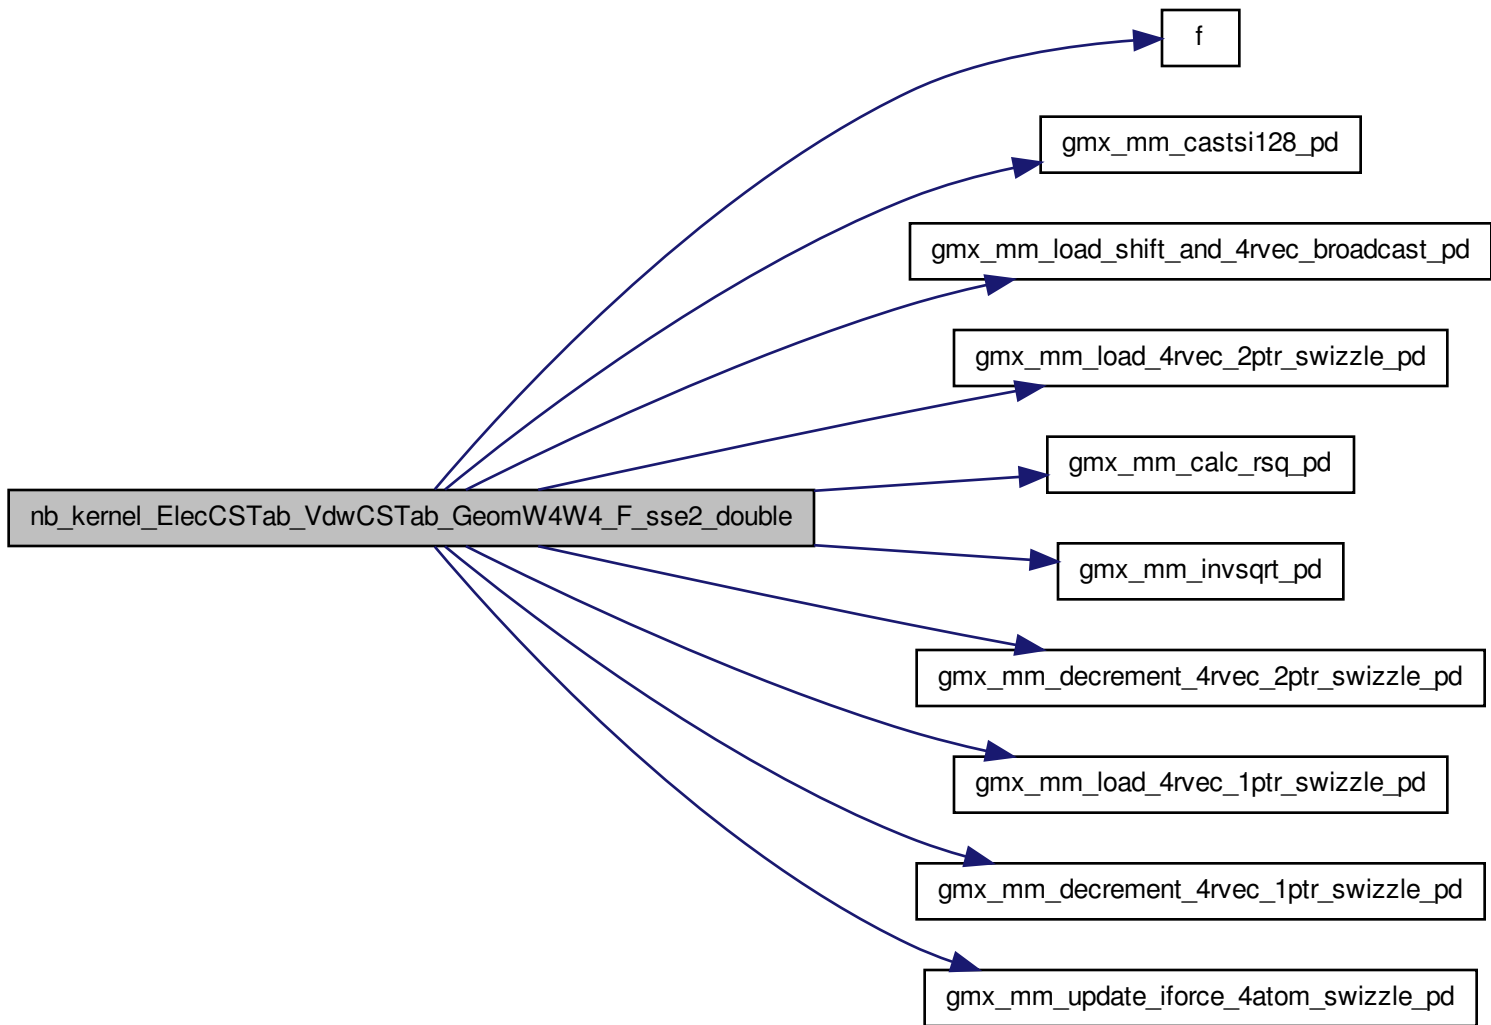 f
gmx_mm_castsi128_pd
gmx_mm_load_shift_and_4rvec_broadcast_pd
gmx_mm_load_4rvec_2ptr_swizzle_pd
gmx_mm_calc_rsq_pd
nb_kernel_ElecCSTab_VdwCSTab_GeomW4W4_F_sse2_double
gmx_mm_invsqrt_pd
gmx_mm_decrement_4rvec_2ptr_swizzle_pd
gmx_mm_load_4rvec_1ptr_swizzle_pd
gmx_mm_decrement_4rvec_1ptr_swizzle_pd
gmx_mm_update_iforce_4atom_swizzle_pd